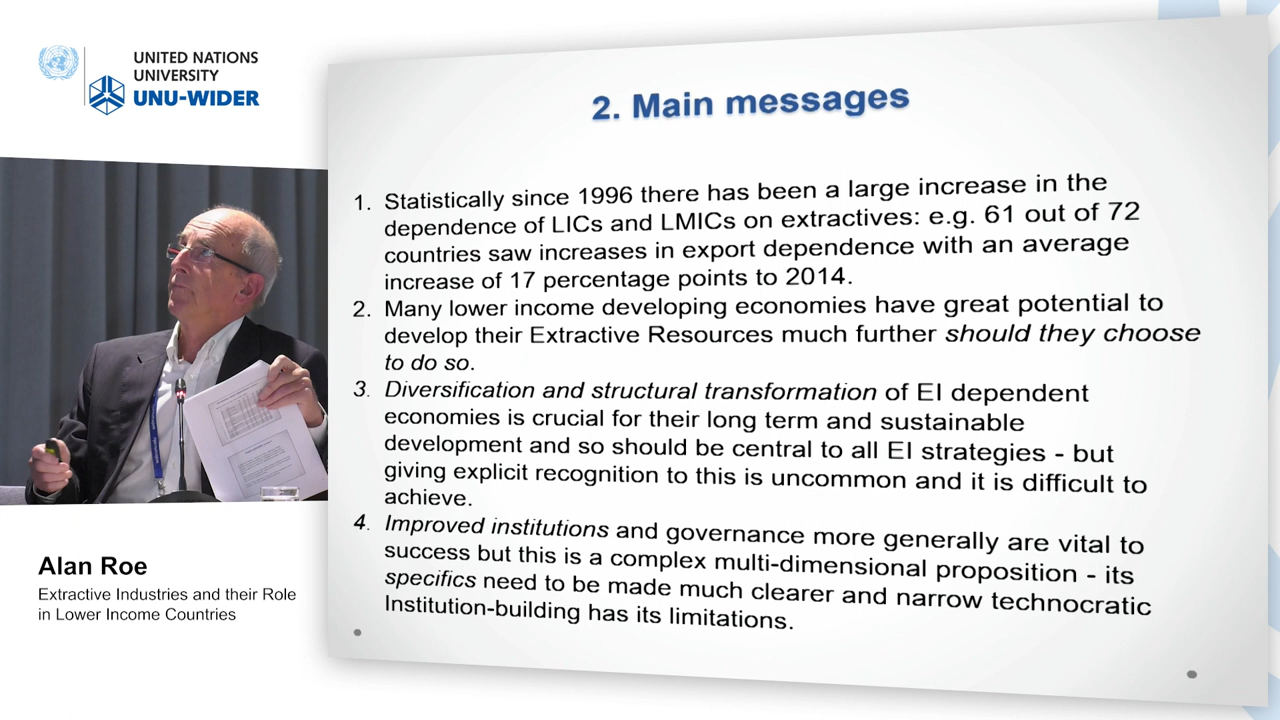 UNITED NATIONS
UNIVERSITY
UNU-WIDER
Alan Roe
Extractive Industries and their Role
in Lower Income Countries
2. Main messages
1. Statistically since 1996 there has been a large increase in the
dependence of LICs and LMICs on extractives: e.g. 61 out of 72
countries saw increases in export dependence with an average
increase of 17 percentage points to 2014.
2. Many lower income developing economies have great potential to
develop their Extractive Resources much further should they choose
to do so.
3. Diversification and structural transformation of EI dependent
economies is crucial for their long term and sustainable
development and so should be central to all EI strategies - but
giving explicit recognition to this is uncommon and it is difficult to
achieve.
4. Improved institutions and governance more generally are vital to
success but this is a complex multi-dimensional proposition - its
specifics need to be made much clearer and narrow technocratic
Institution-building has its limitations.